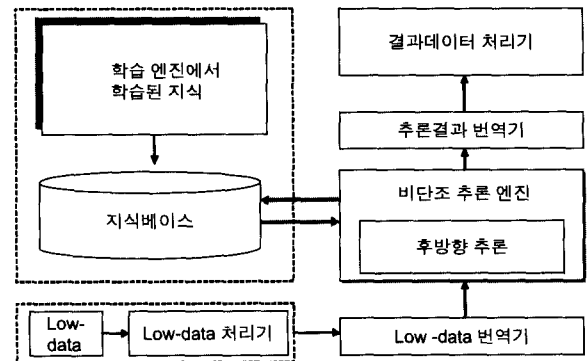 학습 엔진에서
학습된 지식
지식베이스
Low-
data
Low-data 처리기
결과데이터 처리기
추론결과 번역기
비단조 추론 엔진
후방향 추론
Low -data 번역기